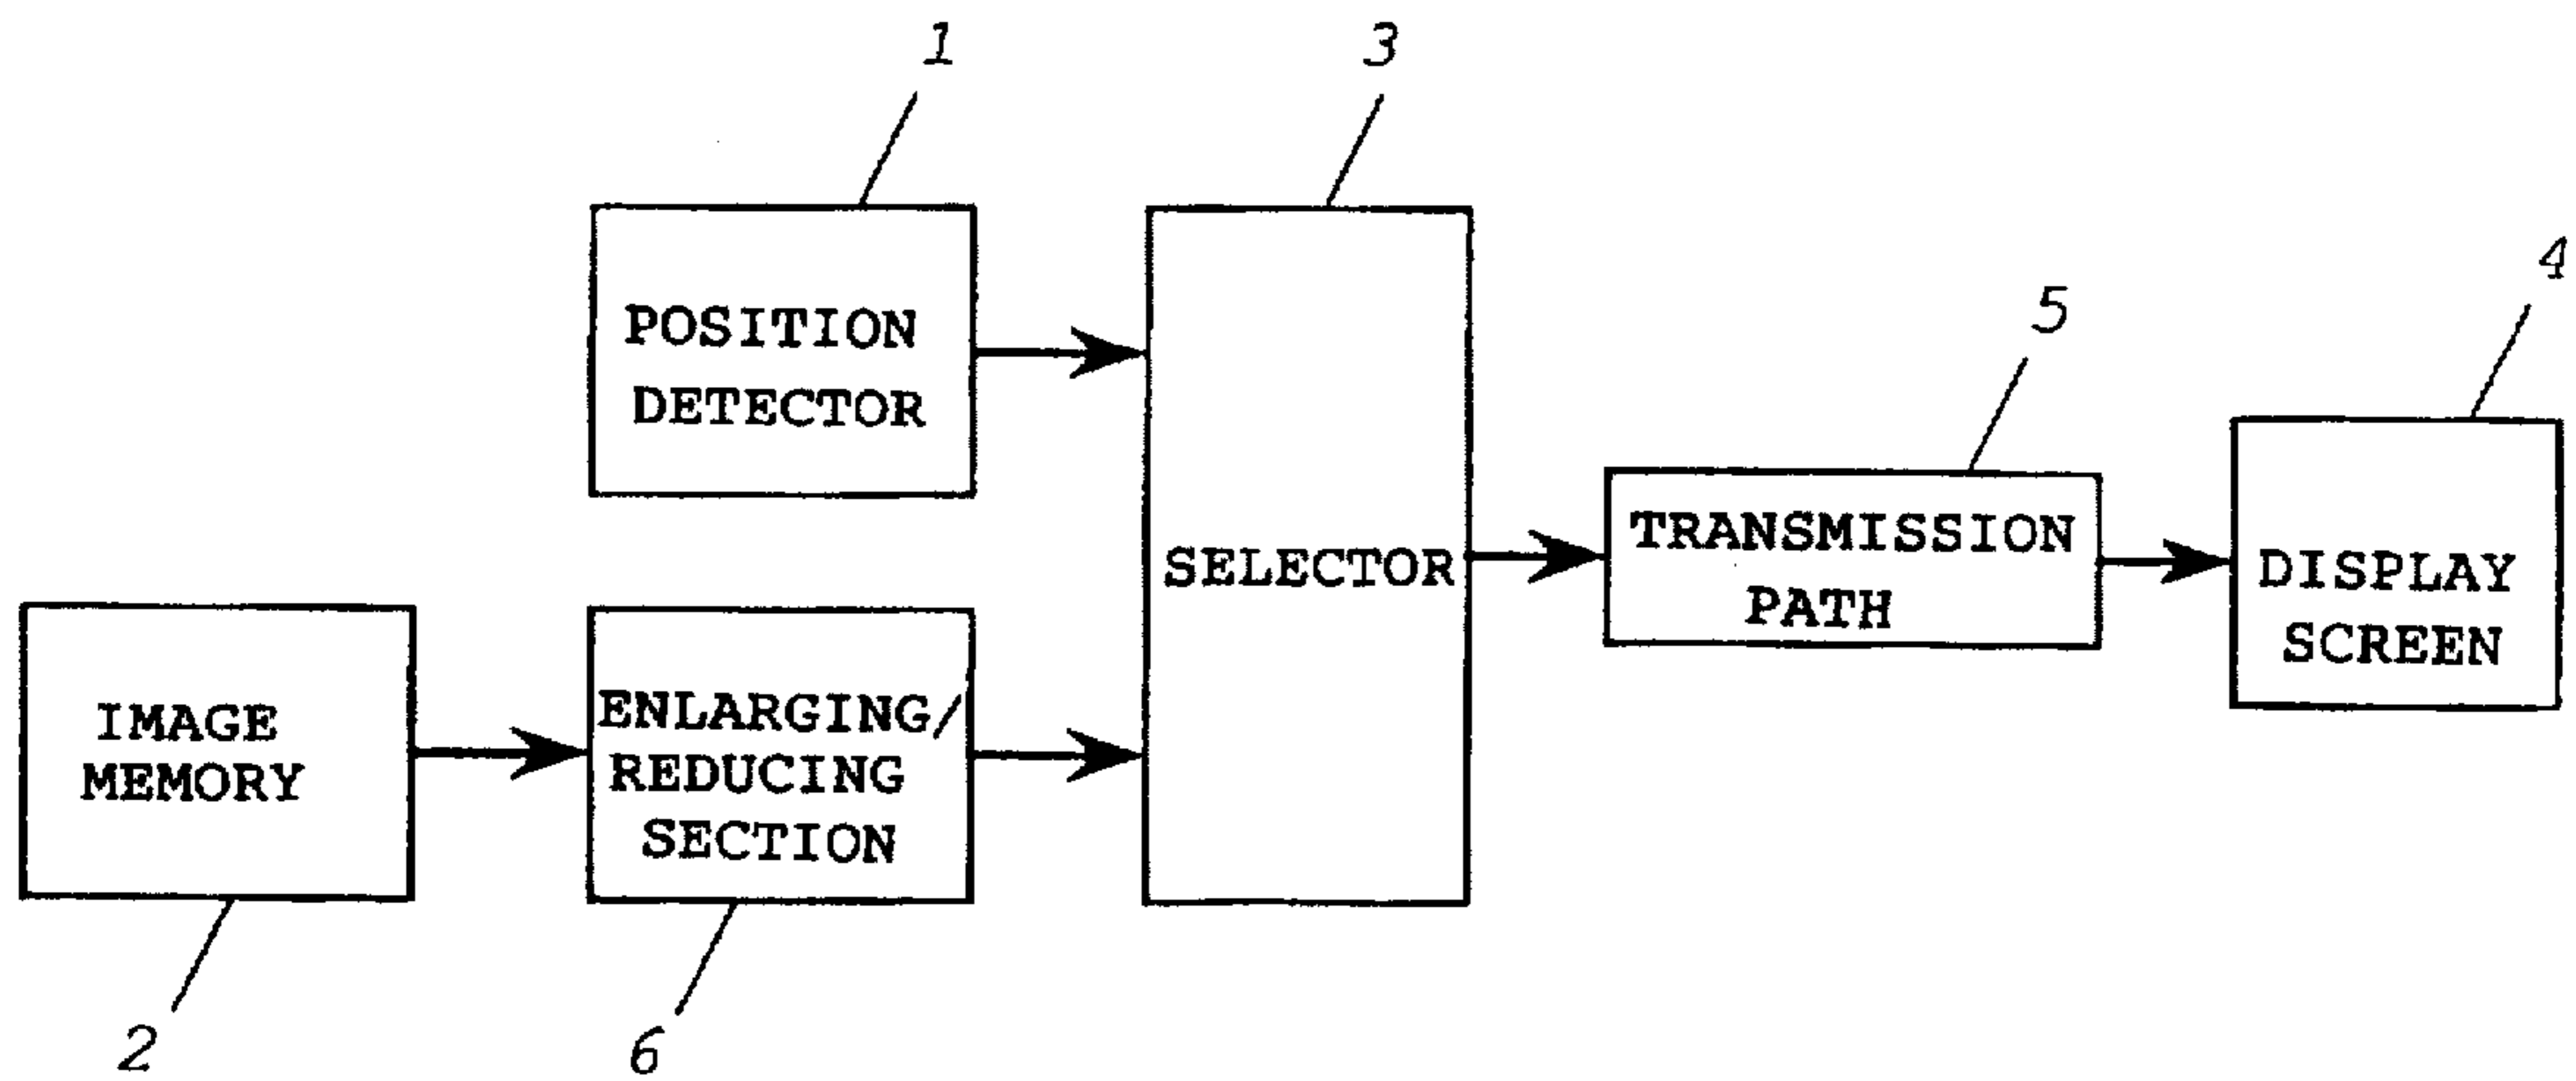 1
3
POSITION
DETECTOR
SELECTOR
5
4
TRANSMISSION
PATH
DISPLAY
SCREEN
IMAGE
MEMORY
ENLARGING/
REDUCING
SECTION
2
6